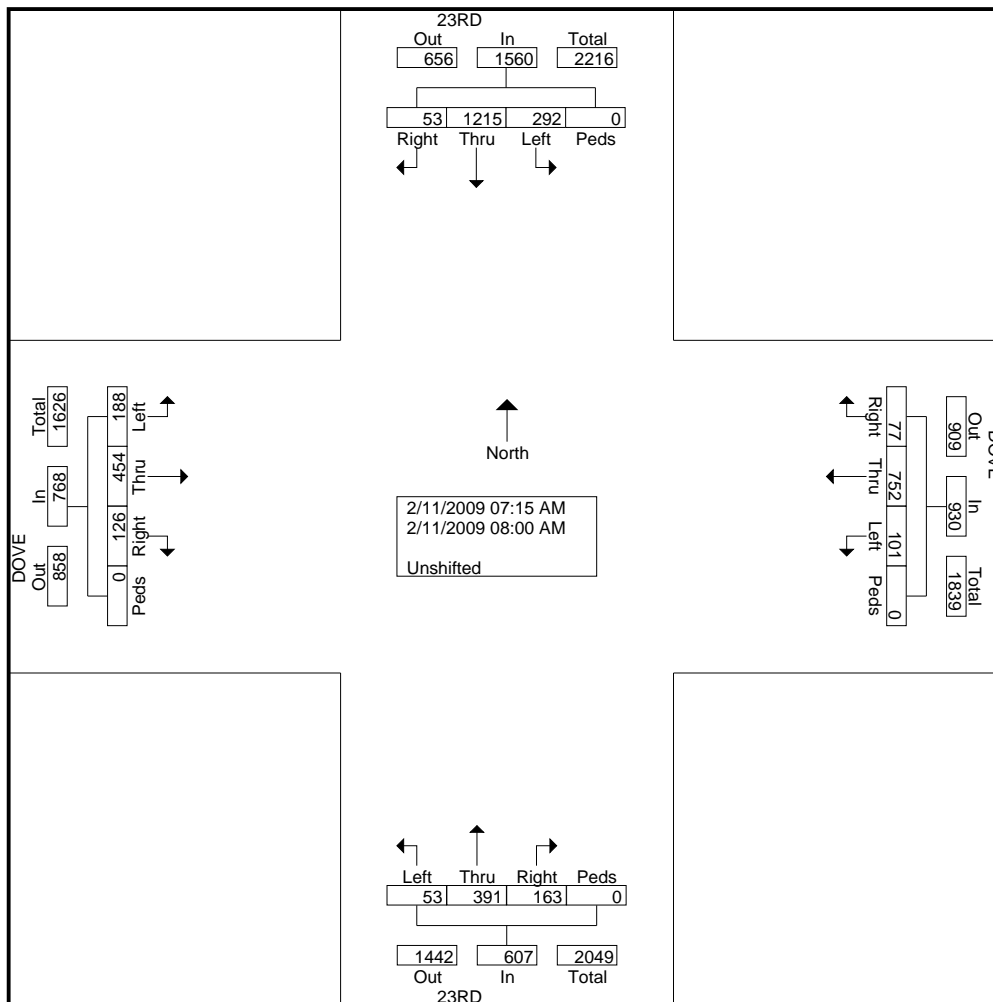 23RD
Out In Total
656 1560 2216
53 1215 292 0
Right Thru Left Peds
DOVE
Total In Out
1626 768 858
188 454 126 0
Left Thru Right Peds
North
2/11/2009 07:15 AM
2/11/2009 08:00 AM
Unshifted
DOVE
Out In Total
909 930 1839
77 752 101 0
Right Thru Left Peds
Left Thru Right Peds
53 391 163 0
1442 607 2049
Out In Total
23RD